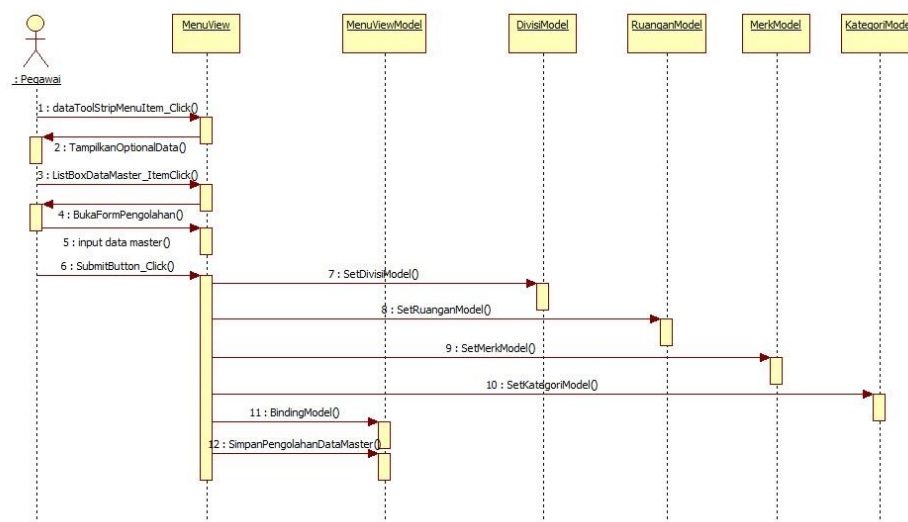 MenuView
MenuViewModel
DivisiModel
RuanganModel
MerkModel
KategoriModel
: Pegawai
1 : dataToolStripMenuItem_Click()
2 : TampilkanOptionalData()
3 : ListBoxDataMaster_ItemClick()
4 : BukaFormPengolahan()
5 : input data master()
6 : SubmitButton_Click()
7 : SetDivisiModel()
8 : SetRuanganModel()
9 : SetMerkModel()
10 : SetKategoriModel()
11 : BindingModel()
12 : SimpanPengolahanDataMaster()